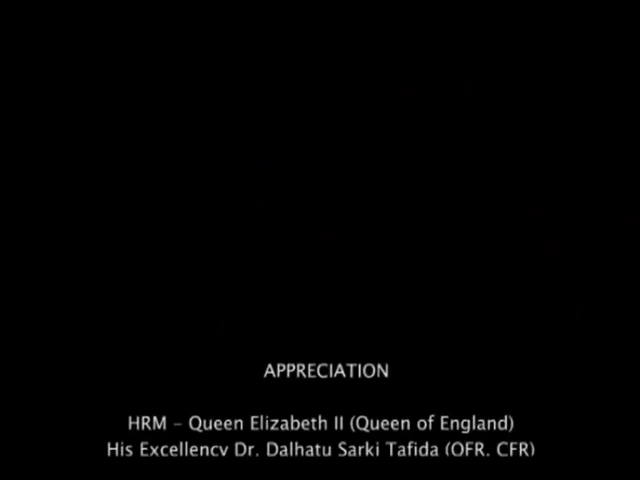 APPRECIATION
HRM - Queen Elizabeth II (Queen of England)
His Excellency Dr. Dalhatu Sarki Tafida (OFR. CFR)